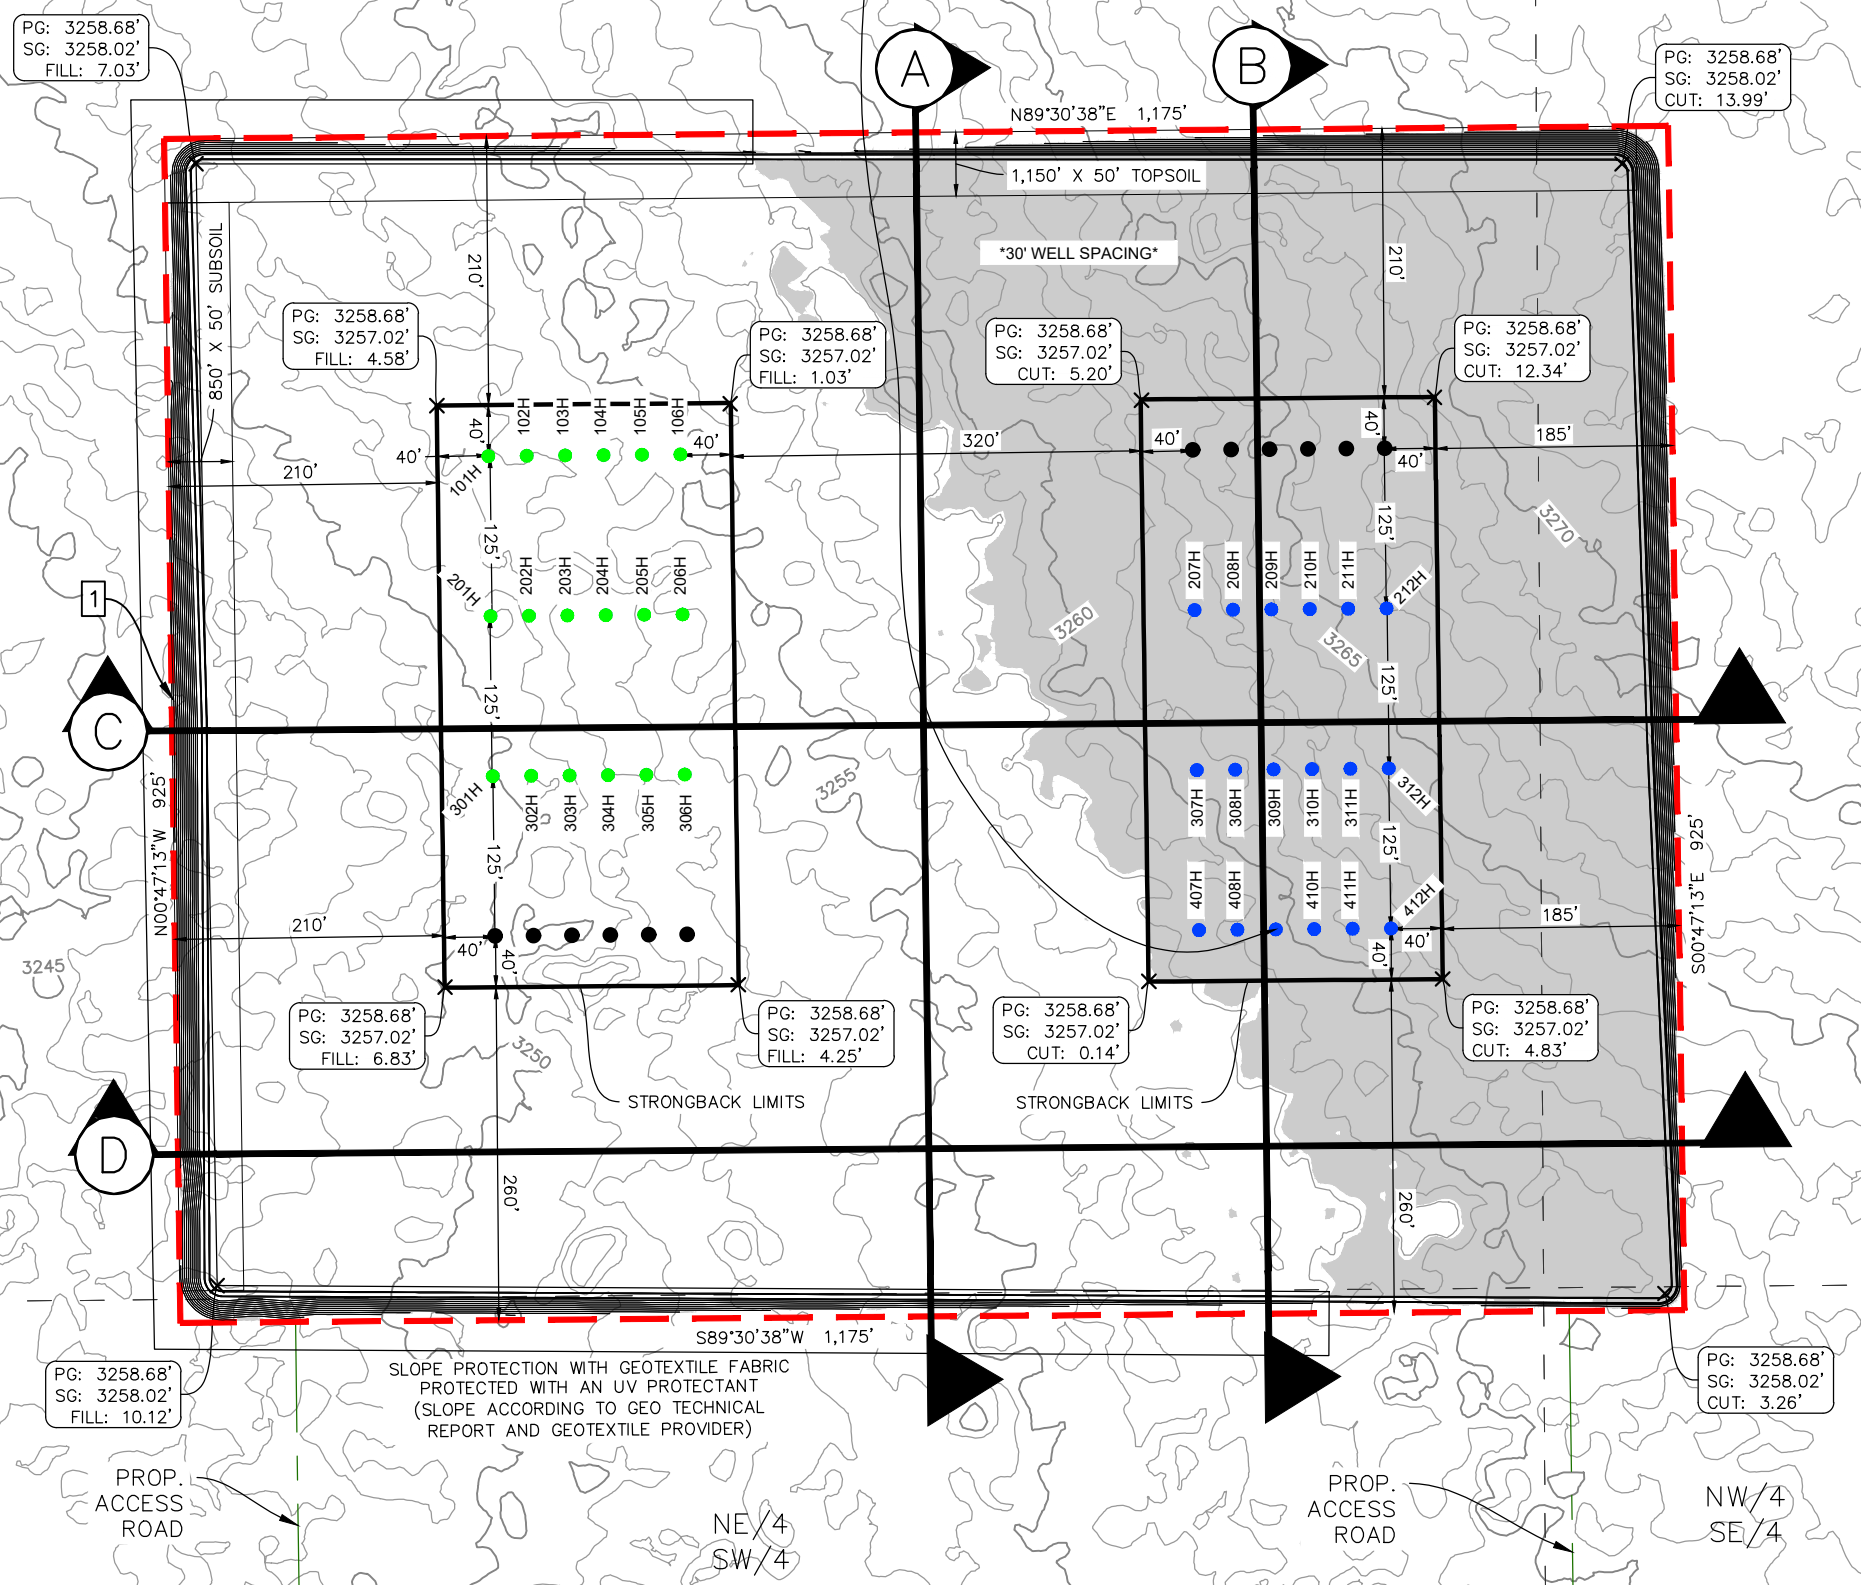 PG: 3258.68'
SG: 3258.02'
FILL: 7.03'
A
B
PG: 3258.68'
SG: 3258.02'
CUT: 13.99'
N89°30'38"E 1,175'
1,150' X 50' TOPSOIL
*30' WELL SPACING*
850' X 50' SUBSOIL
210'
210'
PG: 3258.68'
SG: 3257.02'
FILL: 4.58'
PG: 3258.68'
SG: 3257.02'
FILL: 1.03'
PG: 3258.68'
SG: 3257.02'
CUT: 5.20'
PG: 3258.68'
SG: 3257.02'
CUT: 12.34'
40'
102H
103H
104H
105H
106H
40'
40'
101H
210'
320'
40'
40'
40'
185'
125'
125'
3270
201H
202H
203H
204H
205H
206H
207H
208H
209H
210H
211H
212H
1
3260
3265
125'
125'
C
3255
301H
302H
303H
304H
305H
306H
307H
308H
309H
310H
311H
312H
N00°47'13"W 925'
S00°47'13"E 925'
125'
125'
407H
408H
410H
411H
412H
210'
40'
40'
40'
40'
185'
3245
PG: 3258.68'
SG: 3257.02'
FILL: 6.83'
3250
PG: 3258.68'
SG: 3257.02'
FILL: 4.25'
PG: 3258.68'
SG: 3257.02'
CUT: 0.14'
PG: 3258.68'
SG: 3257.02'
CUT: 4.83'
STRONGBACK LIMITS
STRONGBACK LIMITS
D
260'
260'
S89°30'38"W 1,175'
PG: 3258.68'
SG: 3258.02'
FILL: 10.12'
SLOPE PROTECTION WITH GEOTEXTILE FABRIC
PROTECTED WITH AN UV PROTECTANT
(SLOPE ACCORDING TO GEO TECHNICAL
REPORT AND GEOTEXTILE PROVIDER)
PG: 3258.68'
SG: 3258.02'
CUT: 3.26'
PROP.
ACCESS
ROAD
NE/4
SW/4
PROP.
ACCESS
ROAD
NW/4
SE/4